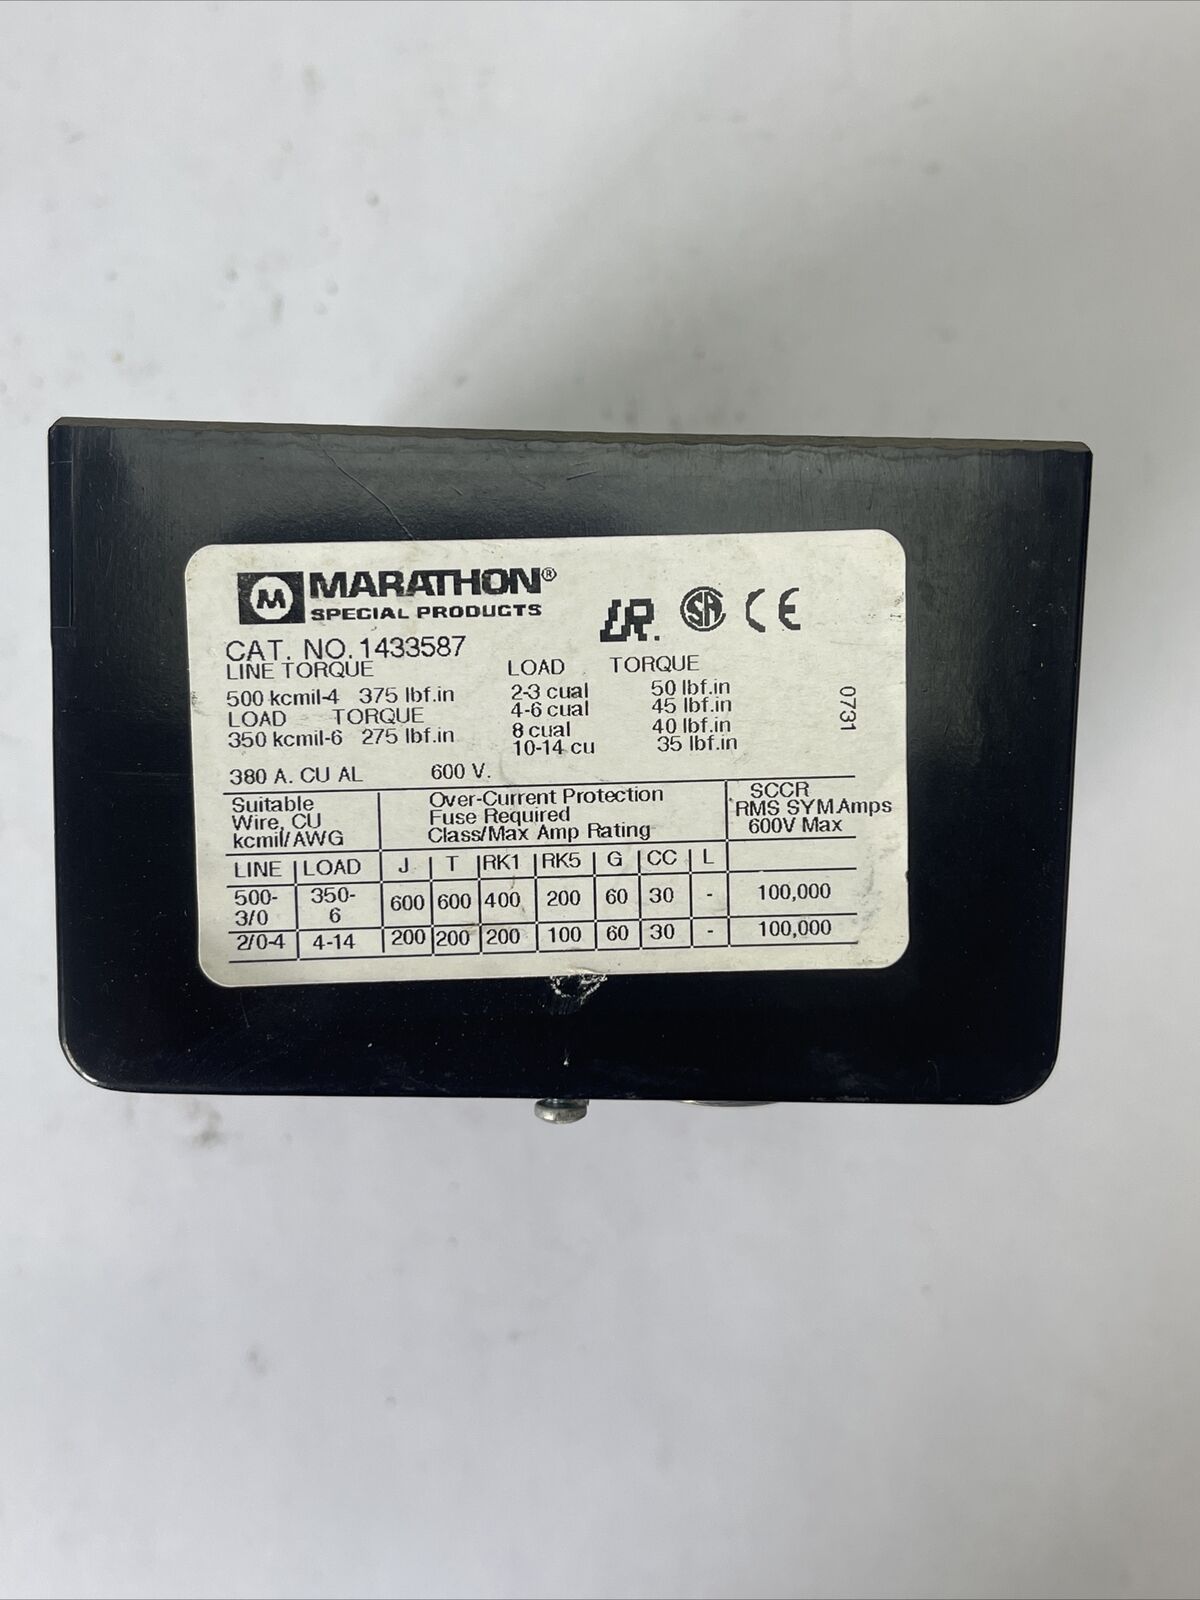 M MARATHON®
SPECIAL PRODUCTS
CAT. NO. 1433587
LINE TORQUE
500 kcmil-4 375 lbf.in
LOAD TORQUE
350 kcmil-6 275 lbf.in
LOAD TORQUE
2-3 cual 50 lbf.in
4-6 cual 45 lbf.in
8 cual 40 lbf.in
10-14 cu 35 lbf.in
CE
0731
380 A. CU AL 600 V.
Suitable
Wire, CU
kcmil/AWG
Over-Current Protection
Fuse Required
Class/Max Amp Rating
SCCR
RMS SYM Amps
600V Max
LINE LOAD J T RK1 RK5 G CC L
500-3/0 350-6 600 600 400 200 60 30 - 100,000
2/0-4 4-14 200 200 200 100 60 30 - 100,000